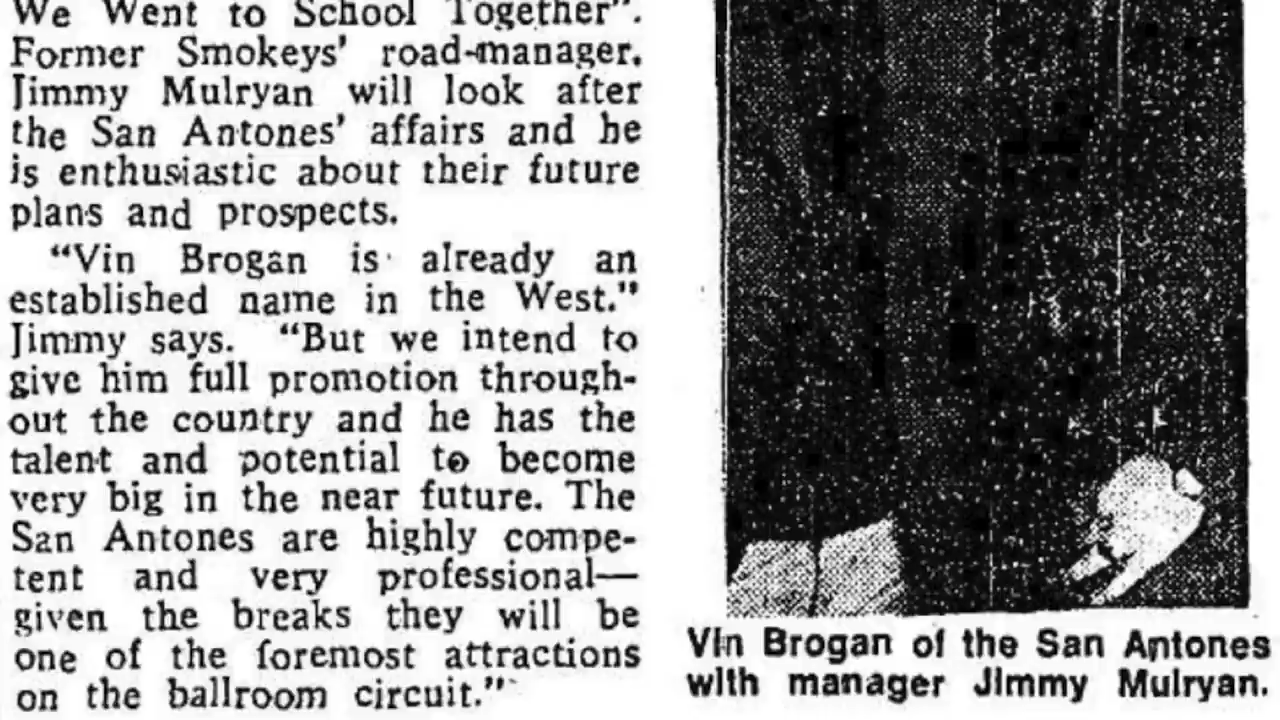 We Went to School Together".
Former Smokeys' road-manager.
Jimmy Mulryan will look after
the San Antones' affairs and he
is enthusiastic about their future
plans and prospects.
"Vin Brogan is already an
established name in the West."
Jimmy says. "But we intend to
give him full promotion through-
out the country and he has the
talent and potential to become
very big in the near future. The
San Antones are highly compe-
tent and very professional—
given the breaks they will be
one of the foremost attractions
on the ballroom circuit."
Vin Brogan of the San Antones
with manager Jimmy Mulryan.